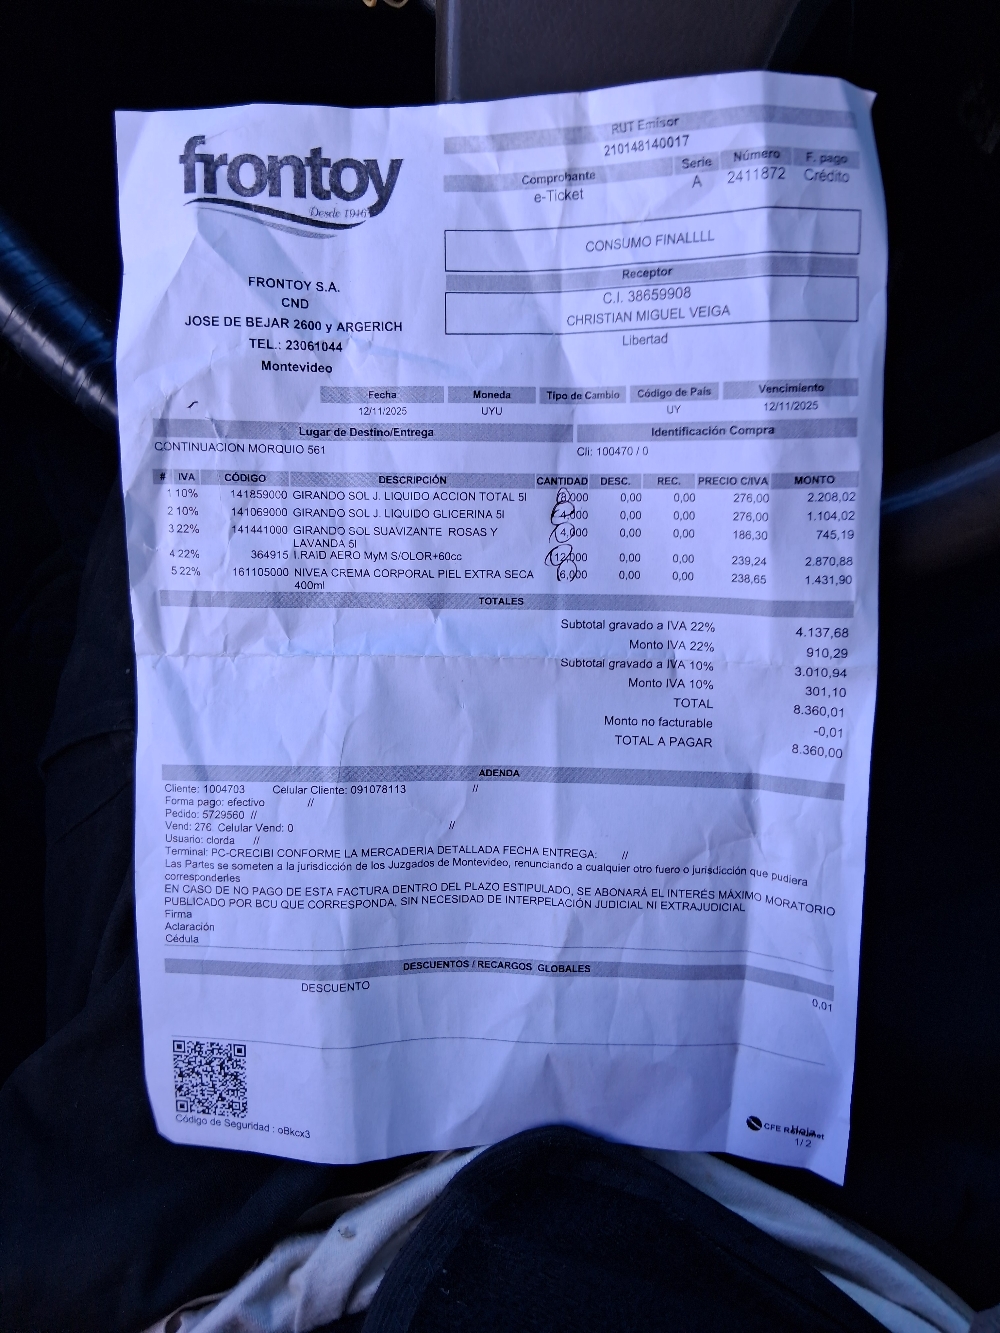 frontoy
Desde 1946
RUT Emisor
210148140017
Comprobante Serie Número F. pago
e-Ticket A 2411872 Crédito
CONSUMO FINALLLL
Receptor
C.I. 38659908
CHRISTIAN MIGUEL VEIGA
Libertad
FRONTOY S.A.
CND
JOSE DE BEJAR 2600 y ARGERICH
TEL.: 23061044
Montevideo
Fecha Moneda Tipo de Cambio Código de País Vencimiento
12/11/2025 UYU UY 12/11/2025
Lugar de Destino/Entrega Identificación Compra
CONTINUACION MORQUIO 561 Cli: 100470 / 0
# IVA CÓDIGO DESCRIPCIÓN CANTIDAD DESC. REC. PRECIO C/IVA MONTO
1 10% 141859000 GIRANDO SOL J. LIQUIDO ACCION TOTAL 5l 8,000 0,00 0,00 276,00 2.208,02
2 10% 141069000 GIRANDO SOL J. LIQUIDO GLICERINA 5l 4,000 0,00 0,00 276,00 1.104,02
3 22% 141441000 GIRANDO SOL SUAVIZANTE ROSAS Y 4,000 0,00 0,00 186,30 745,19
LAVANDA 5l
4 22% 364915 I.RAID AERO MyM S/OLOR+60cc 12,000 0,00 0,00 239,24 2.870,88
5 22% 161105000 NIVEA CREMA CORPORAL PIEL EXTRA SECA 6,000 0,00 0,00 238,65 1.431,90
400ml
TOTALES
Subtotal gravado a IVA 22% 4.137,68
Monto IVA 22% 910,29
Subtotal gravado a IVA 10% 3.010,94
Monto IVA 10% 301,10
TOTAL 8.360,01
Monto no facturable -0,01
TOTAL A PAGAR 8.360,00
ADENDA
Cliente: 1004703 Celular Cliente: 091078113 //
Forma pago: efectivo //
Pedido: 5729560 //
Vend: 276 Celular Vend: 0 //
Usuario: clorda //
Terminal: PC-CRECIBI CONFORME LA MERCADERIA DETALLADA FECHA ENTREGA: //
Las Partes se someten a la jurisdicción de los Juzgados de Montevideo, renunciando a cualquier otro fuero o jurisdicción que pudiera
corresponderles
EN CASO DE NO PAGO DE ESTA FACTURA DENTRO DEL PLAZO ESTIPULADO, SE ABONARÁ EL INTERÉS MÁXIMO MORATORIO
PUBLICADO POR BCU QUE CORRESPONDA, SIN NECESIDAD DE INTERPELACIÓN JUDICIAL NI EXTRAJUDICIAL
Firma
Aclaración
Cédula
DESCUENTOS / RECARGOS GLOBALES
DESCUENTO 0,01
Código de Seguridad : oBkcx3
CFE
1/ 2